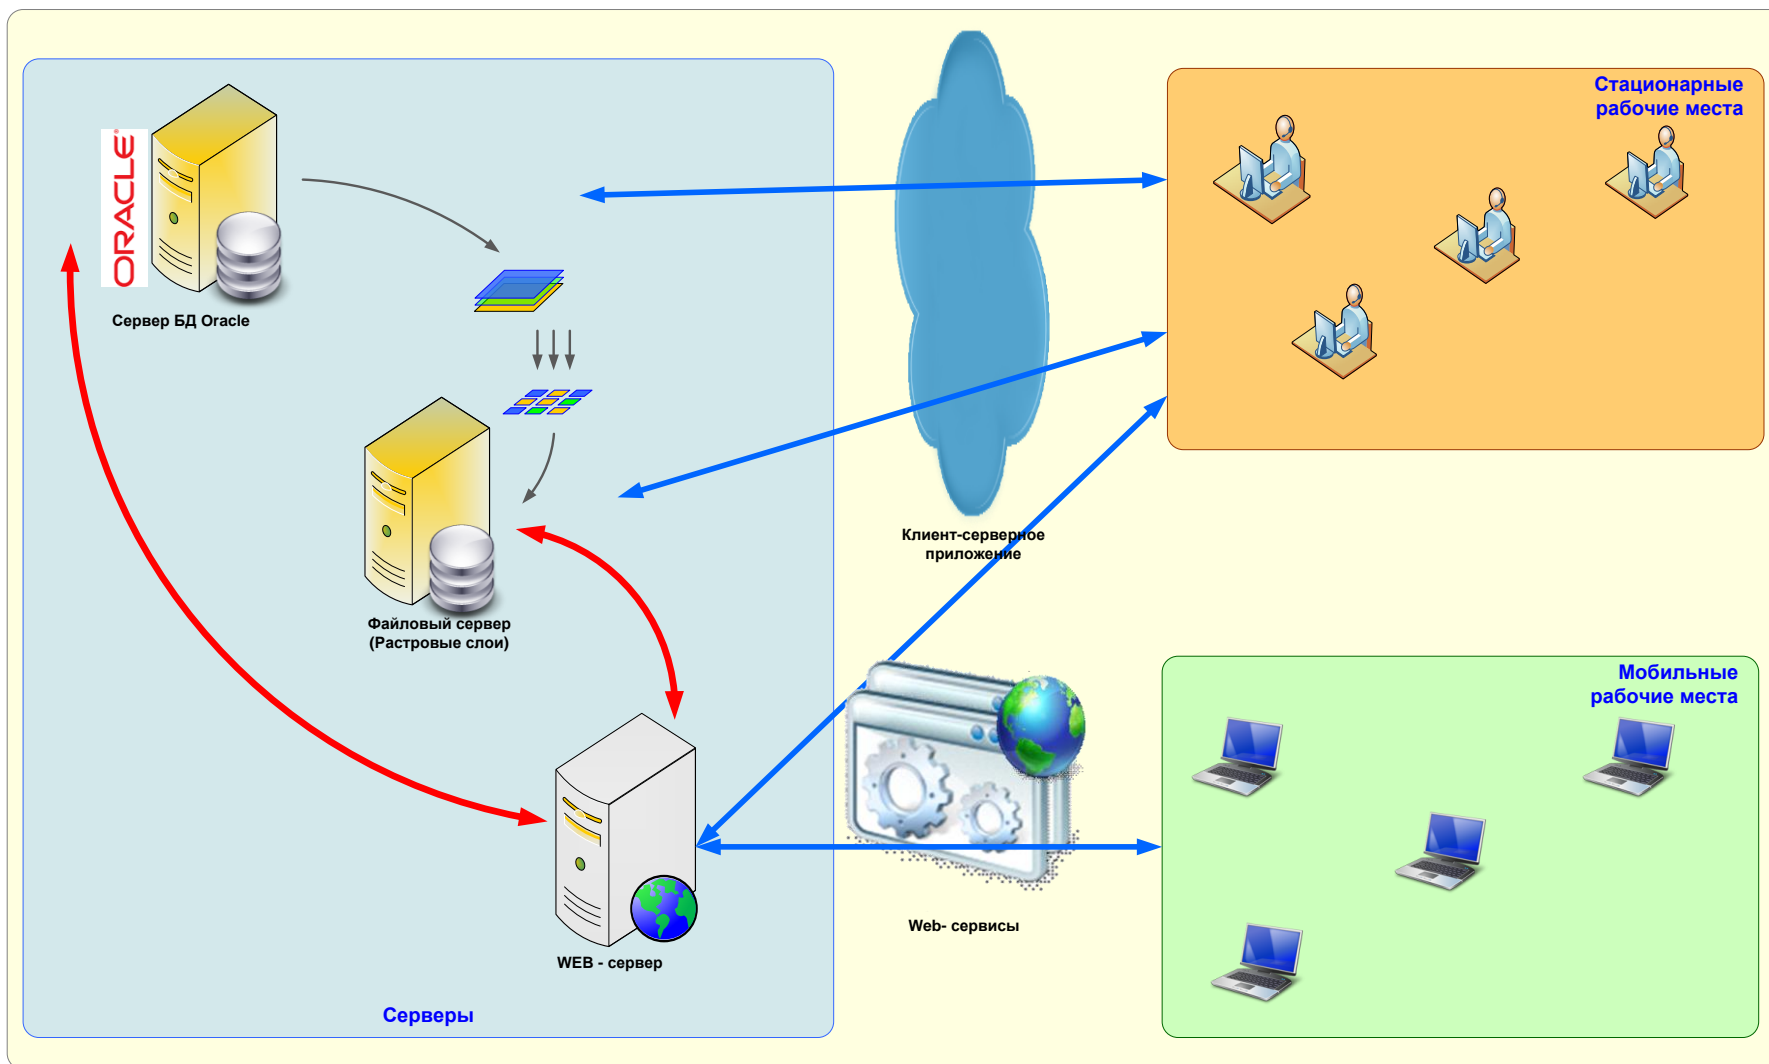 ORACLE®
Сервер БД Oracle
Файловый сервер
(Растровые слои)
WEB - сервер
Серверы
Клиент-серверное
приложение
Web- сервисы
Стационарные
рабочие места
Мобильные
рабочие места